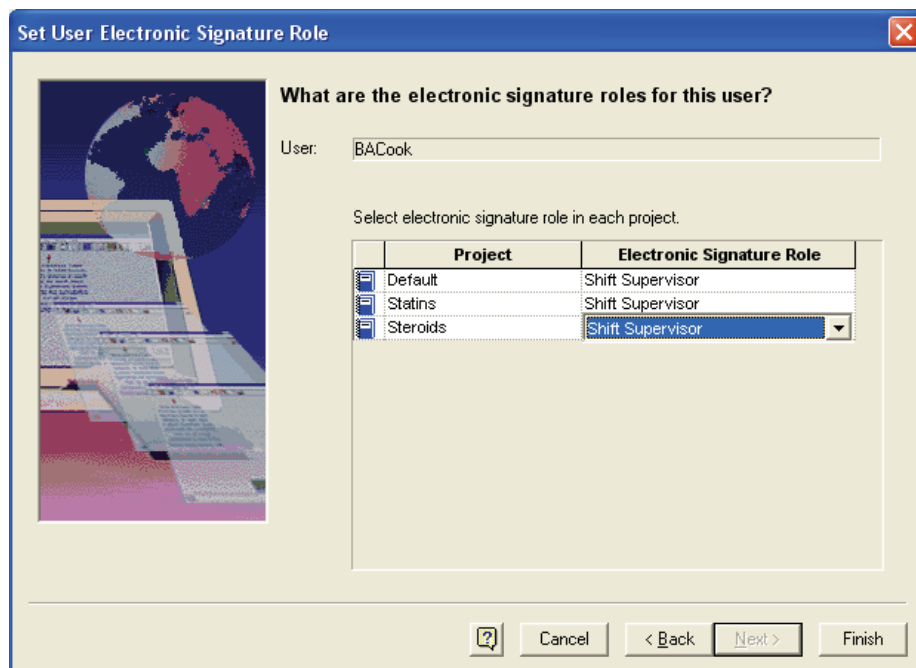 Set User Electronic Signature Role
What are the electronic signature roles for this user?
User: BACook
Select electronic signature role in each project.
Project Electronic Signature Role
Default Shift Supervisor
Statins Shift Supervisor
Steroids Shift Supervisor
? Cancel < Back Next > Finish